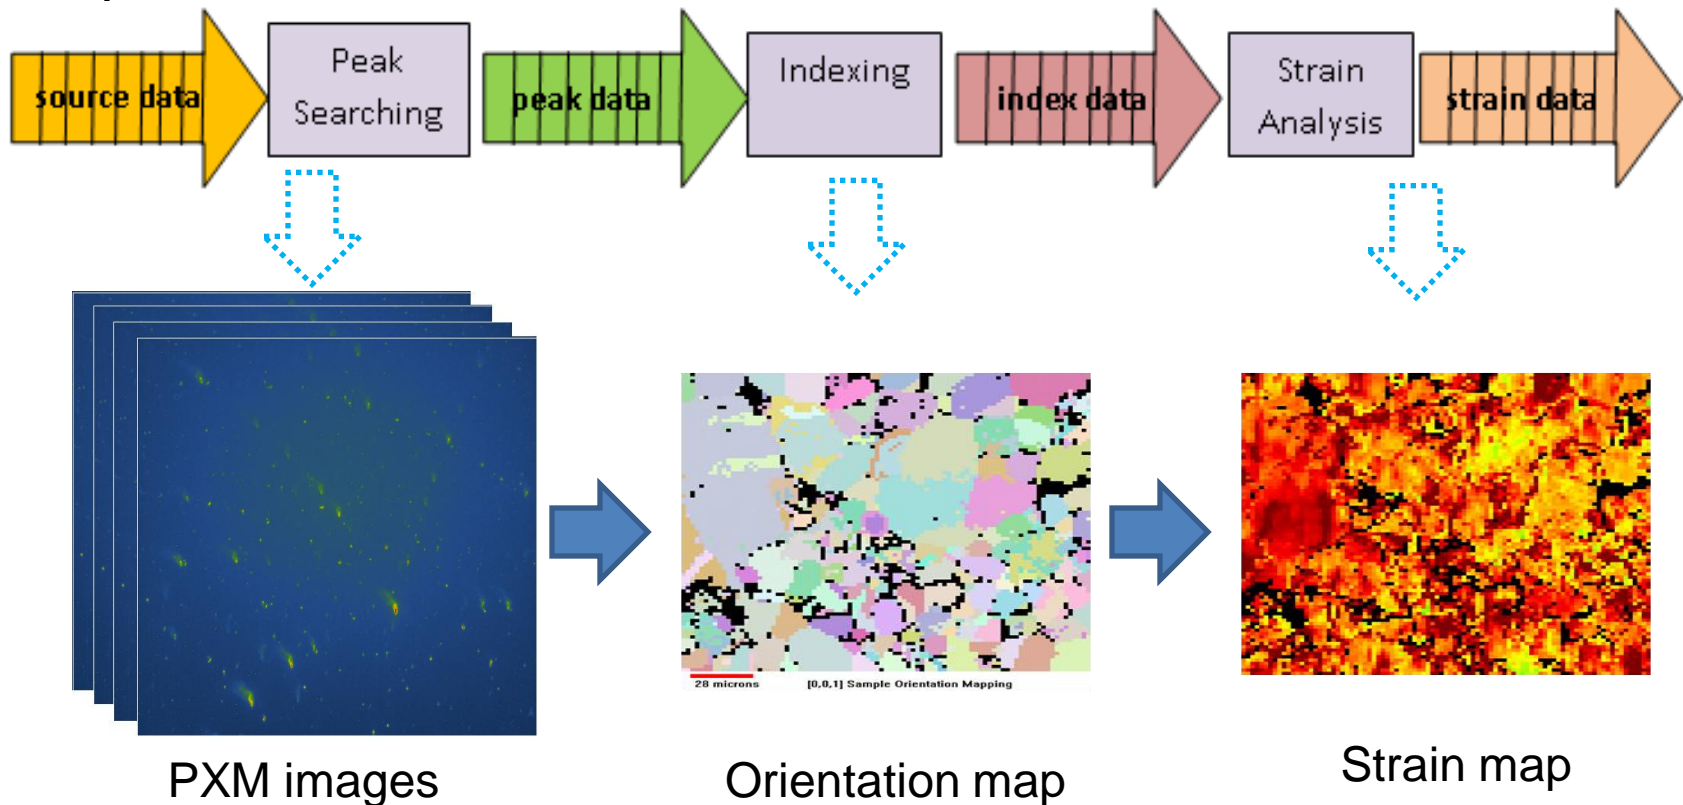 source data
Peak
Searching
peak data
Indexing
index data
Strain
Analysis
strain data
28 microns
[0,0,1] Sample Orientation Mapping
PXM images
Orientation map
Strain map